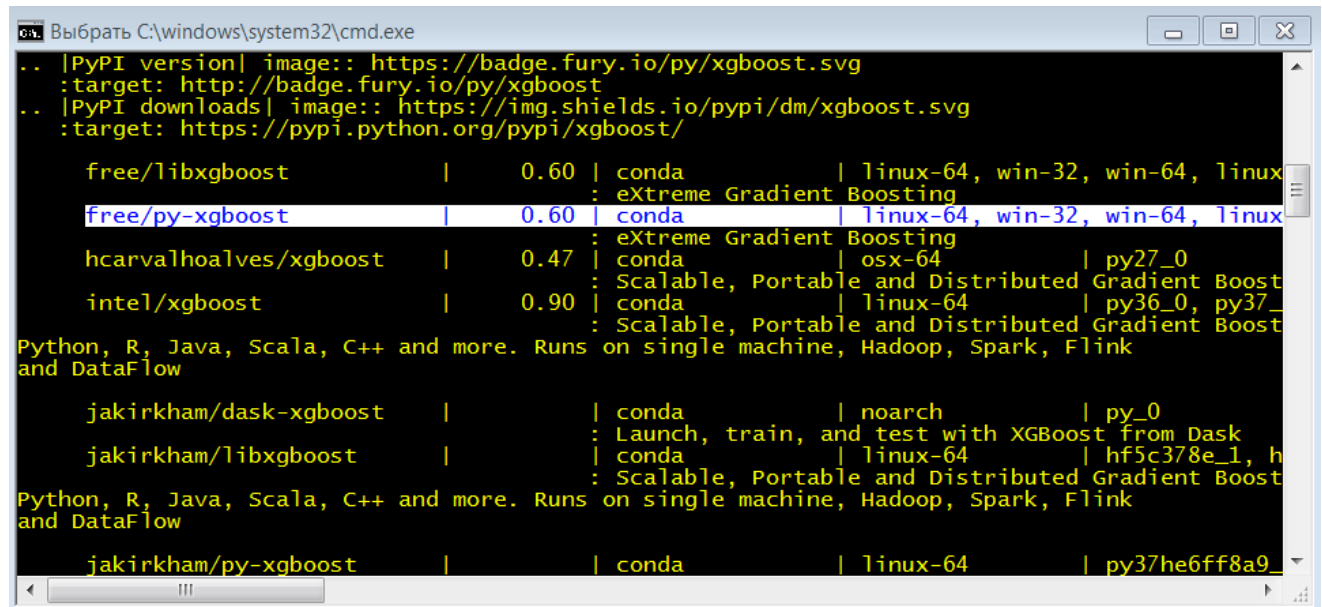 Выбрать C:\windows\system32\cmd.exe
.. |PyPI version| image:: https://badge.fury.io/py/xgboost.svg
   :target: http://badge.fury.io/py/xgboost
.. |PyPI downloads| image:: https://img.shields.io/pypi/dm/xgboost.svg
   :target: https://pypi.python.org/pypi/xgboost/
free/libxgboost | 0.60 | conda | linux-64, win-32, win-64, linux
: eXtreme Gradient Boosting
free/py-xgboost | 0.60 | conda | linux-64, win-32, win-64, linux
: eXtreme Gradient Boosting
hcarvalhoalves/xgboost | 0.47 | conda | osx-64 | py27_0
: Scalable, Portable and Distributed Gradient Boost
intel/xgboost | 0.90 | conda | linux-64 | py36_0, py37_
: Scalable, Portable and Distributed Gradient Boost
Python, R, Java, Scala, C++ and more. Runs on single machine, Hadoop, Spark, Flink
and DataFlow
jakirkham/dask-xgboost | | conda | noarch | py_0
: Launch, train, and test with XGBoost from Dask
jakirkham/libxgboost | | conda | linux-64 | hf5c378e_1, h
: Scalable, Portable and Distributed Gradient Boost
Python, R, Java, Scala, C++ and more. Runs on single machine, Hadoop, Spark, Flink
and DataFlow
jakirkham/py-xgboost | | conda | linux-64 | py37he6ff8a9_